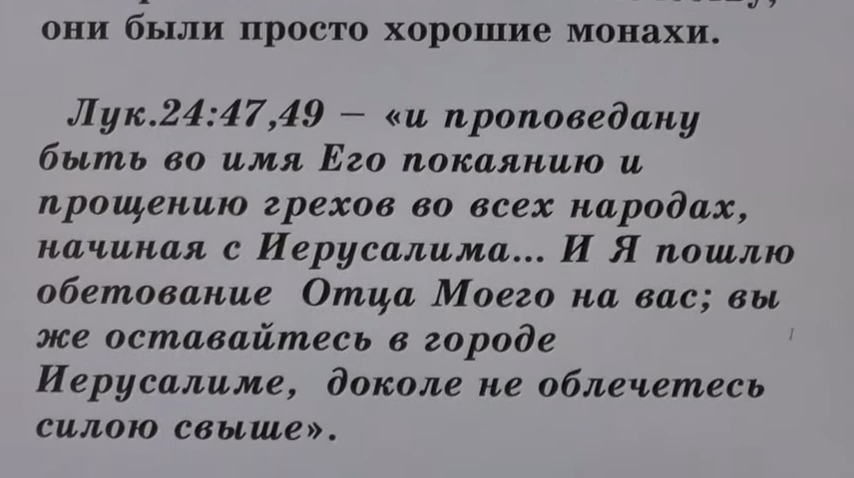 они были просто хорошие монахи.
Лук.24:47,49 – «и проповедану
быть во имя Его покаянию и
прощению грехов во всех народах,
начиная с Иерусалима... И Я пошлю
обетование Отца Моего на вас; вы
же оставайтесь в городе
Иерусалиме, доколе не облечетесь
силою свыше».